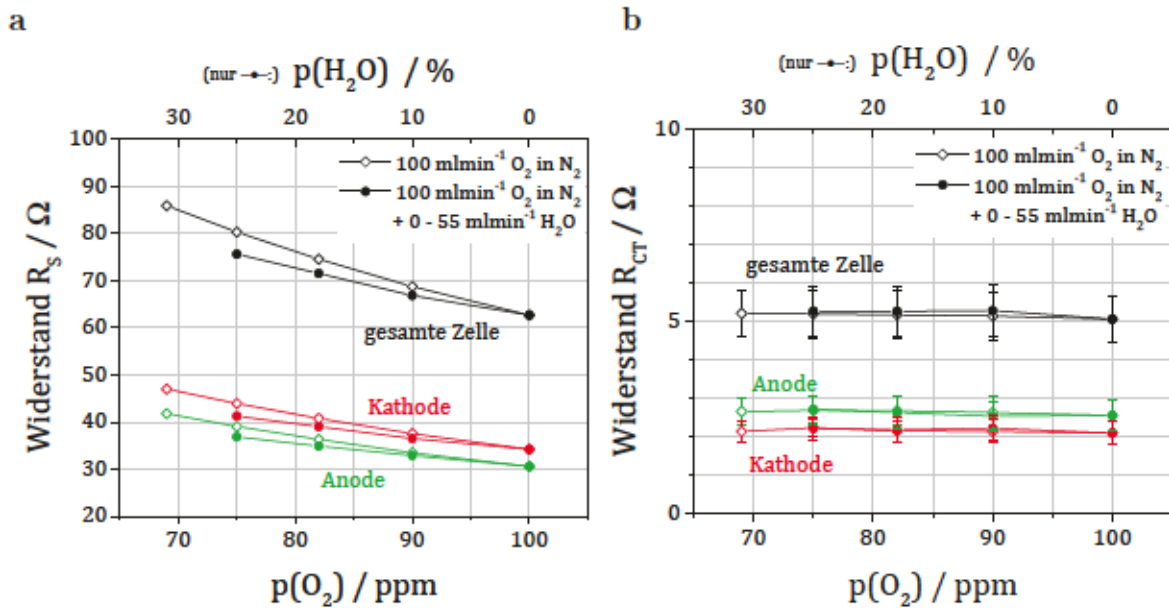 a
(nur -●-:) p(H₂O) / %
30 20 10 0
100
90
80
70
60
50
40
30
20
Widerstand R_S / Ω
100 mlmin⁻¹ O₂ in N₂
100 mlmin⁻¹ O₂ in N₂
+ 0 - 55 mlmin⁻¹ H₂O
gesamte Zelle
Kathode
Anode
70 80 90 100
p(O₂) / ppm
b
(nur -●-:) p(H₂O) / %
30 20 10 0
10
5
0
Widerstand R_CT / Ω
100 mlmin⁻¹ O₂ in N₂
100 mlmin⁻¹ O₂ in N₂
+ 0 - 55 mlmin⁻¹ H₂O
gesamte Zelle
Anode
Kathode
70 80 90 100
p(O₂) / ppm